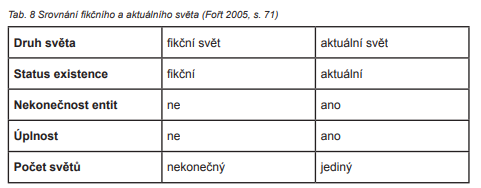 Tab. 8 Srovnání fikčního a aktuálního světa (Fořt 2005, s. 71)
Druh světa fikční svět aktuální svět
Status existence fikční aktuální
Nekonečnost entit ne ano
Úplnost ne ano
Počet světů nekonečný jediný